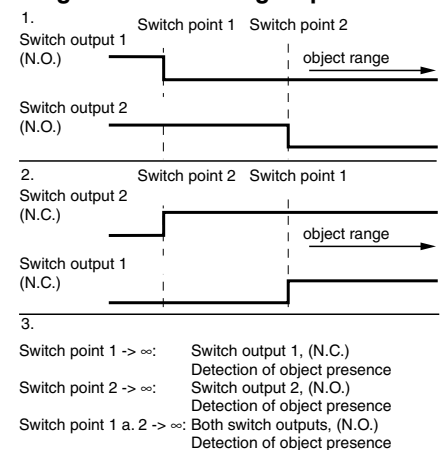 1.
Switch point 1 Switch point 2
Switch output 1
(N.O.)
object range
Switch output 2
(N.O.)
2.
Switch point 2 Switch point 1
Switch output 2
(N.C.)
object range
Switch output 1
(N.C.)
3.
Switch point 1 -> ∞: Switch output 1, (N.C.)
Detection of object presence
Switch point 2 -> ∞: Switch output 2, (N.O.)
Detection of object presence
Switch point 1 a. 2 -> ∞: Both switch outputs, (N.O.)
Detection of object presence